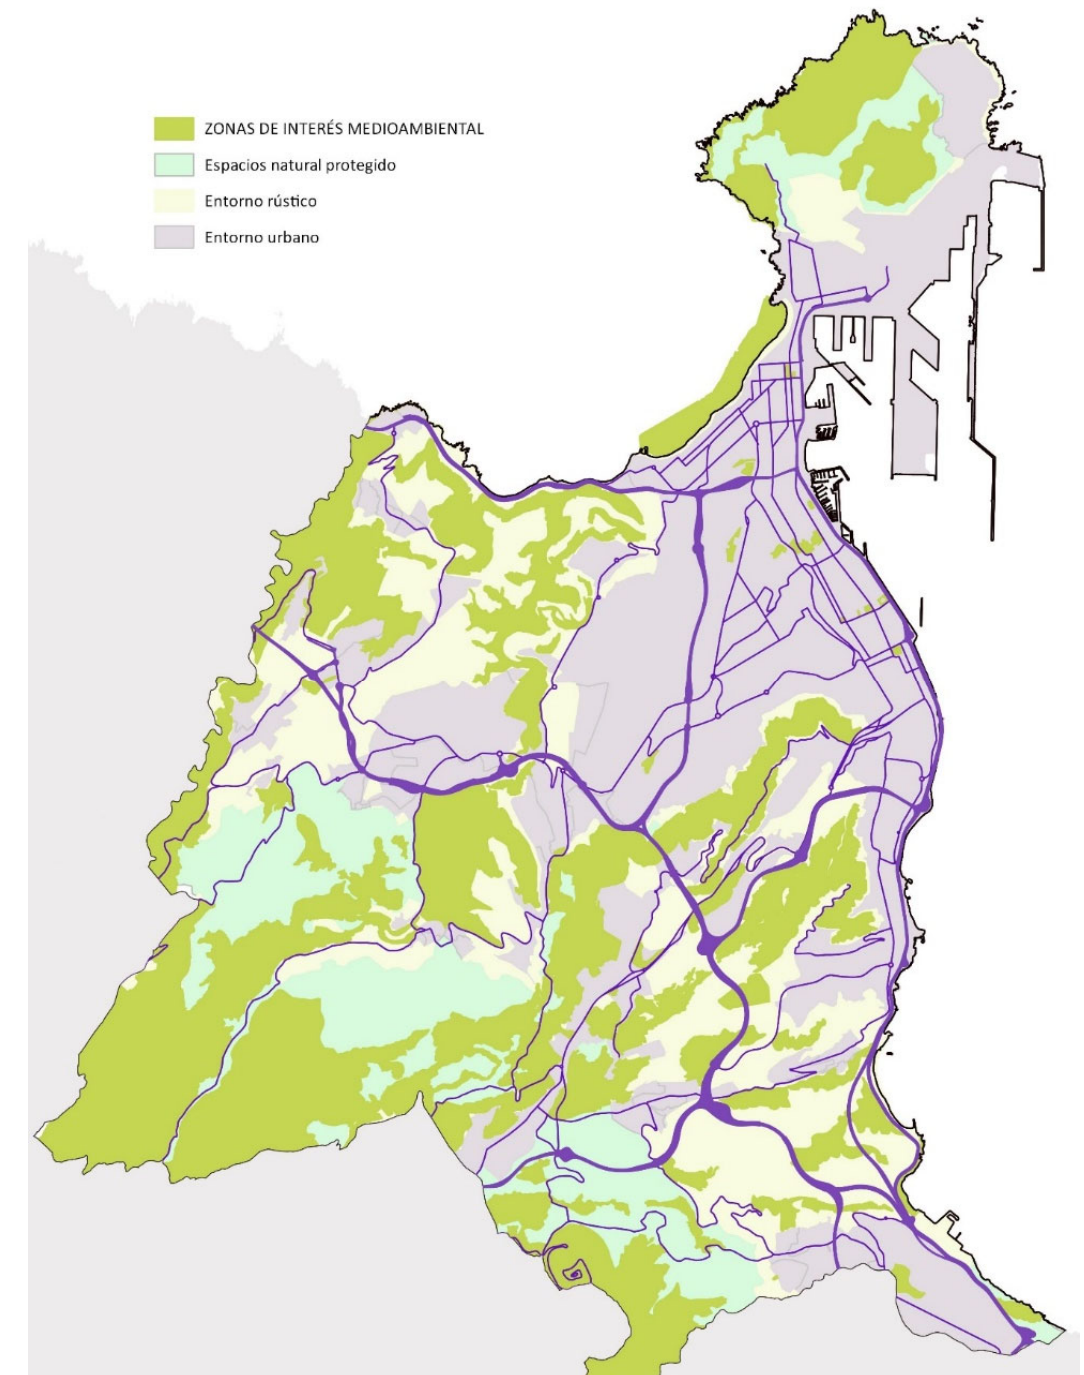 ZONAS DE INTERÉS MEDIOAMBIENTAL
Espacios natural protegido
Entorno rústico
Entorno urbano